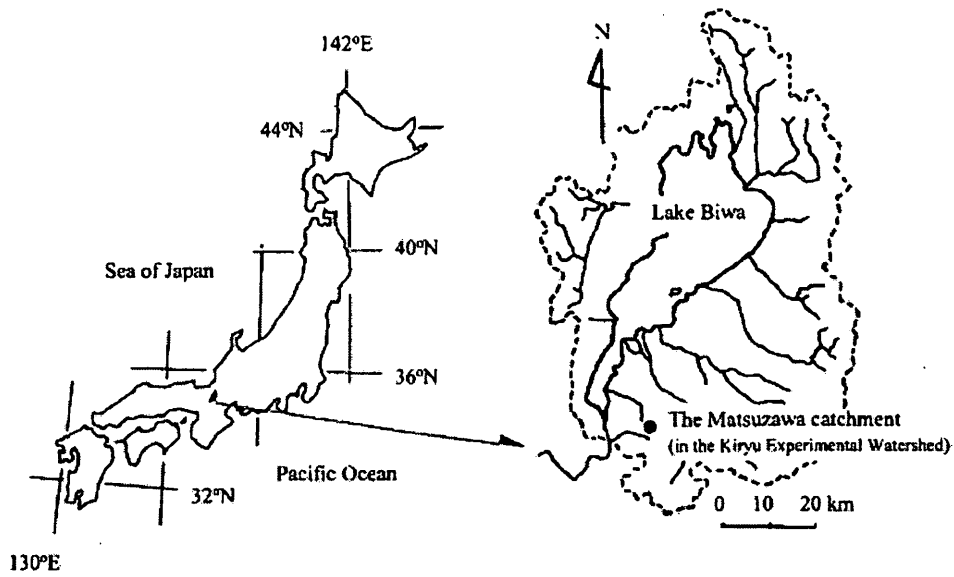 142°E
44°N
40°N
Sea of Japan
36°N
Pacific Ocean
32°N
130°E
N
Lake Biwa
The Matsuzawa catchment
(in the Kiryu Experimental Watershed)
0 10 20 km